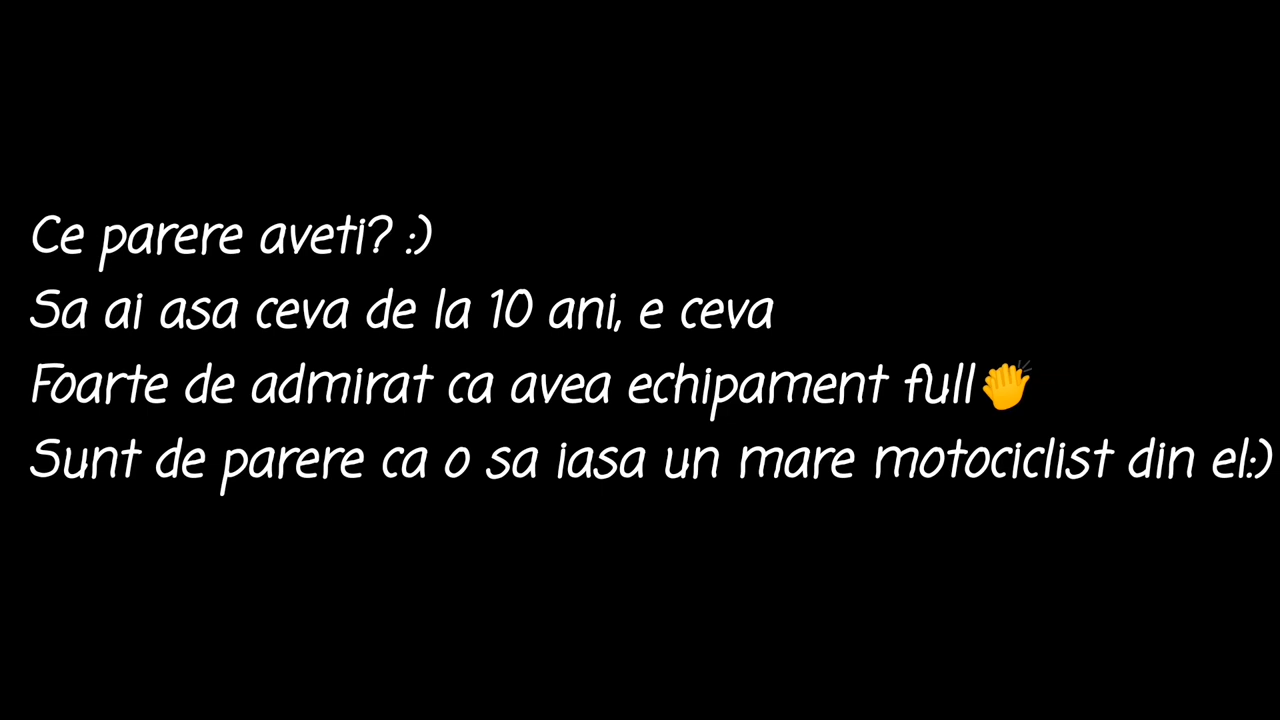 Ce parere aveti? :)
Sa ai asa ceva de la 10 ani, e ceva
Foarte de admirat ca avea echipament full👏
Sunt de parere ca o sa iasa un mare motociclist din el:)